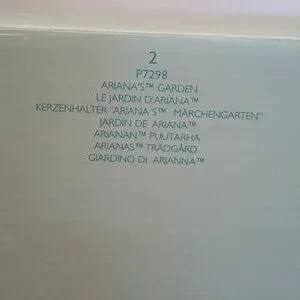 2
P7298
ARIANA'S™ GARDEN
LE JARDIN D'ARIANA™
KERZENHALTER "ARIANA'S™ MÄRCHENGARTEN"
JARDÍN DE ARIANA™
ARIANAN™ PUUTARHA
ARIANAS™ TRÄDGÅRD
GIARDINO DI ARIANNA™